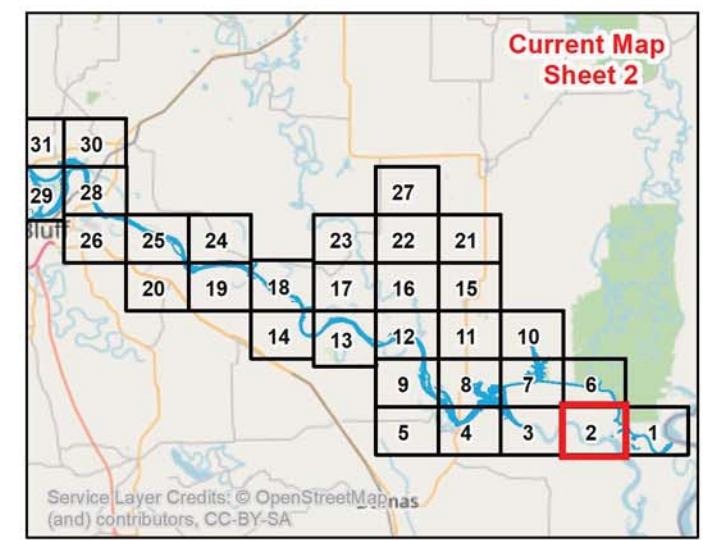 Current Map
Sheet 2
31 30
29 28
27
Bluff
26 25 24 23 22 21
20 19 18 17 16 15
14 13 12 11 10
9 8 7 6
5 4 3 2 1
Service Layer Credits: © OpenStreetMap
(and) contributors, CC-BY-SA